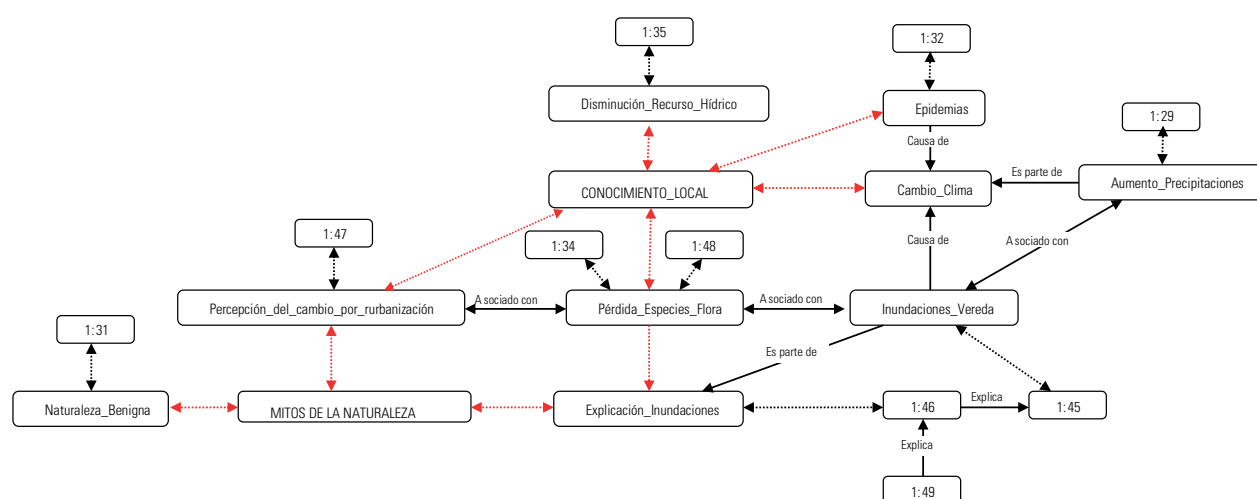 1:35
1:32
Disminución_Recurso_Hídrico
Epidemias
1:29
Causa de
Es parte de
CONOCIMIENTO_LOCAL
Cambio_Clima
Aumento_Precipitaciones
1:47
1:34
1:48
Causa de
A sociado con
Percepción_del_cambio_por_rurbanización
A sociado con
Pérdida_Especies_Flora
A sociado con
Inundaciones_Vereda
1:31
Es parte de
Naturaleza_Benigna
MITOS DE LA NATURALEZA
Explicación_Inundaciones
1:46
Explica
1:45
Explica
1:49